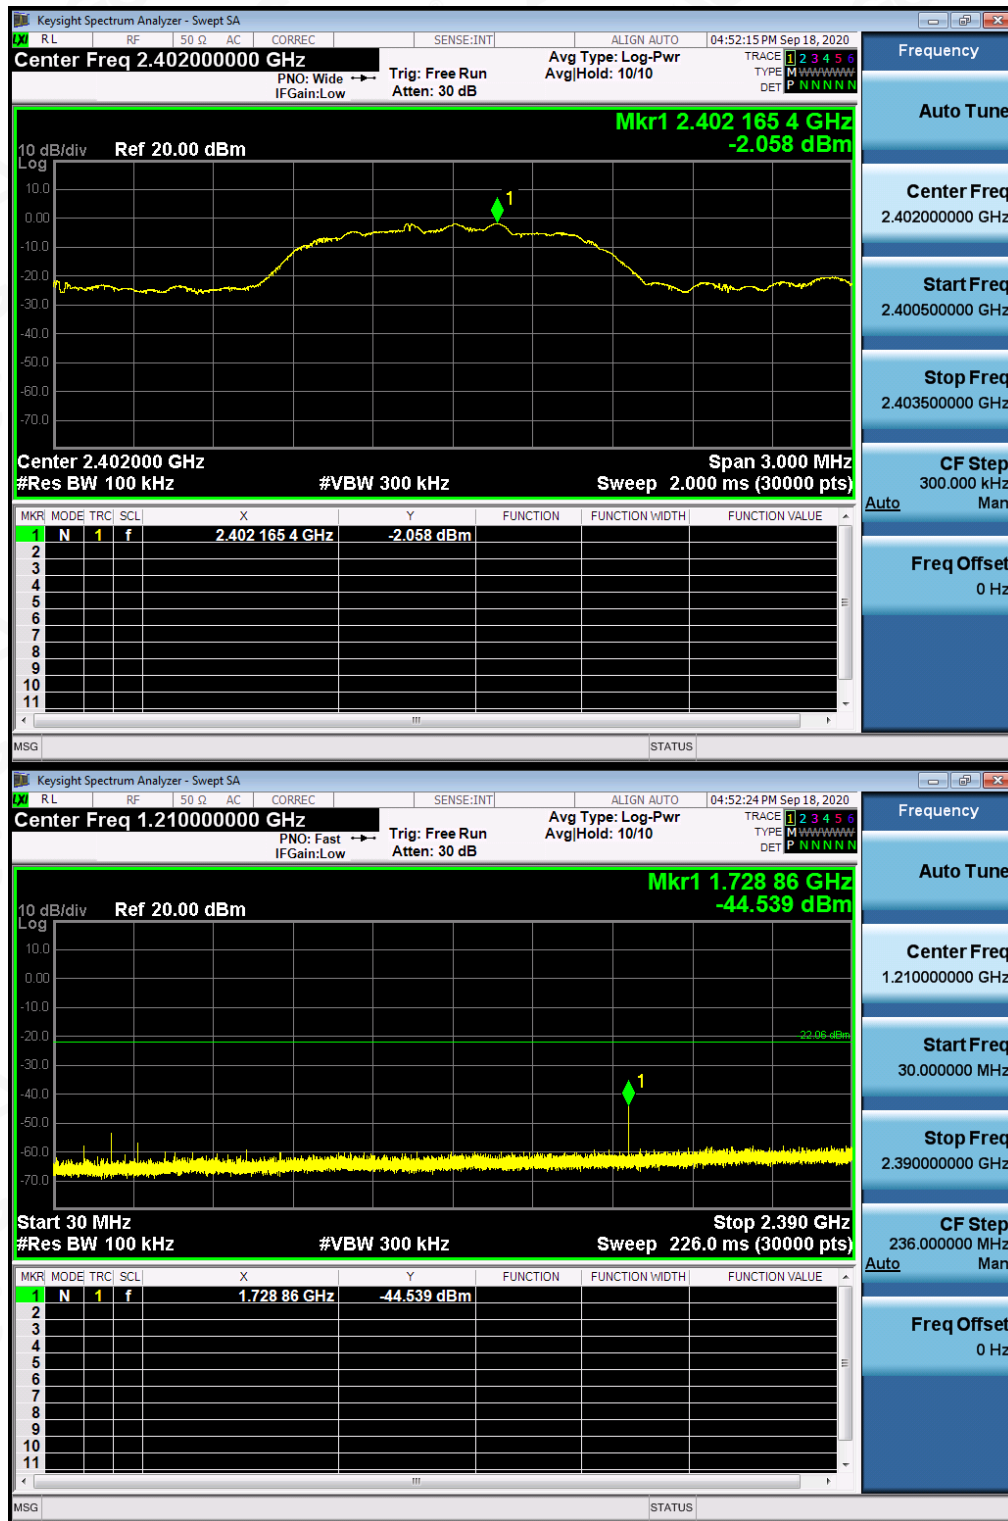 Keysight Spectrum Analyzer - Swept SA
LXI RL RF 50 Ω AC CORREC SENSE:INT ALIGN AUTO 04:52:15 PM Sep 18, 2020
Center Freq 2.402000000 GHz
PNO: Wide
IFGain:Low
Trig: Free Run
Atten: 30 dB
Avg Type: Log-Pwr
Avg|Hold: 10/10
TRACE 1 2 3 4 5 6
TYPE M WWWWW
DET P N N N N N
Mkr1 2.402 165 4 GHz
-2.058 dBm
10 dB/div Ref 20.00 dBm
Log
10.0
0.00
-10.0
-20.0
-30.0
-40.0
-50.0
-60.0
-70.0
1
Center 2.402000 GHz Span 3.000 MHz
#Res BW 100 kHz #VBW 300 kHz Sweep 2.000 ms (30000 pts)
MKR MODE TRC SCL X Y FUNCTION FUNCTION WIDTH FUNCTION VALUE
1 N 1 f 2.402 165 4 GHz -2.058 dBm
2
3
4
5
6
7
8
9
10
11
MSG STATUS
Frequency
Auto Tune
Center Freq
2.402000000 GHz
Start Freq
2.400500000 GHz
Stop Freq
2.403500000 GHz
CF Step
300.000 kHz
Auto Man
Freq Offset
0 Hz
Keysight Spectrum Analyzer - Swept SA
LXI RL RF 50 Ω AC CORREC SENSE:INT ALIGN AUTO 04:52:24 PM Sep 18, 2020
Center Freq 1.210000000 GHz
PNO: Fast
IFGain:Low
Trig: Free Run
Atten: 30 dB
Avg Type: Log-Pwr
Avg|Hold: 10/10
TRACE 1 2 3 4 5 6
TYPE M WWWWW
DET P N N N N N
Mkr1 1.728 86 GHz
-44.539 dBm
10 dB/div Ref 20.00 dBm
Log
10.0
0.00
-10.0
-20.0
-30.0
-40.0
-50.0
-60.0
-70.0
-22.06 dBm
1
Start 30 MHz Stop 2.390 GHz
#Res BW 100 kHz #VBW 300 kHz Sweep 226.0 ms (30000 pts)
MKR MODE TRC SCL X Y FUNCTION FUNCTION WIDTH FUNCTION VALUE
1 N 1 f 1.728 86 GHz -44.539 dBm
2
3
4
5
6
7
8
9
10
11
MSG STATUS
Frequency
Auto Tune
Center Freq
1.210000000 GHz
Start Freq
30.000000 MHz
Stop Freq
2.390000000 GHz
CF Step
236.000000 MHz
Auto Man
Freq Offset
0 Hz